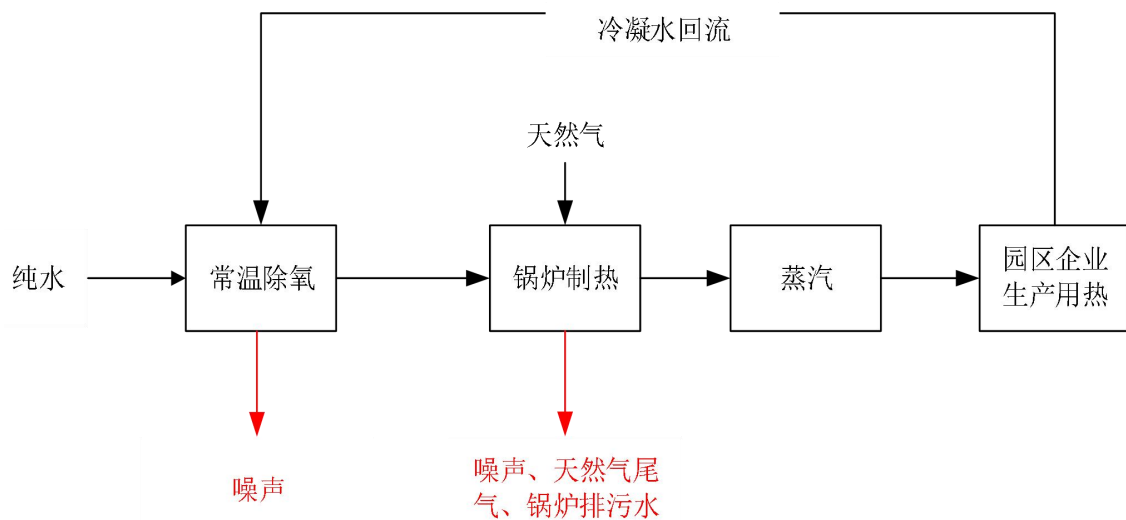 冷凝水回流
天然气
纯水
常温除氧
锅炉制热
蒸汽
园区企业
生产用热
噪声
噪声、天然气尾
气、锅炉排污水